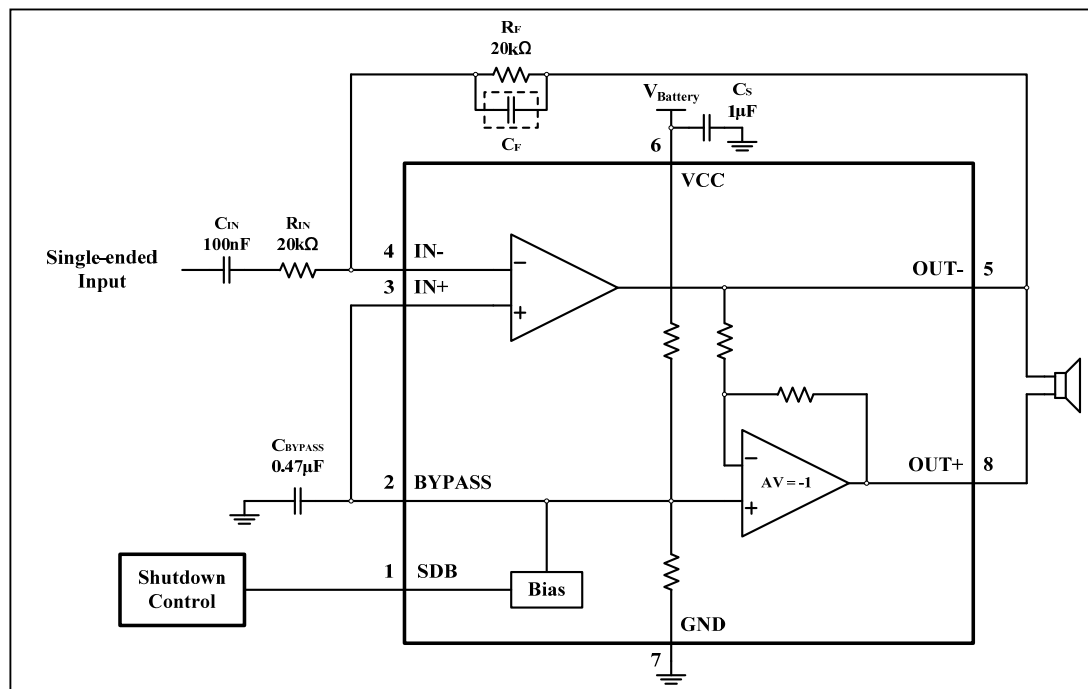 RF
20kΩ
VBattery
CS
1μF
CF
6
VCC
CIN
100nF
RIN
20kΩ
Single-ended
Input
4 IN-
3 IN+
OUT- 5
CBYPASS
0.47μF
2 BYPASS
AV = -1
OUT+ 8
Shutdown
Control
1 SDB
Bias
GND
7